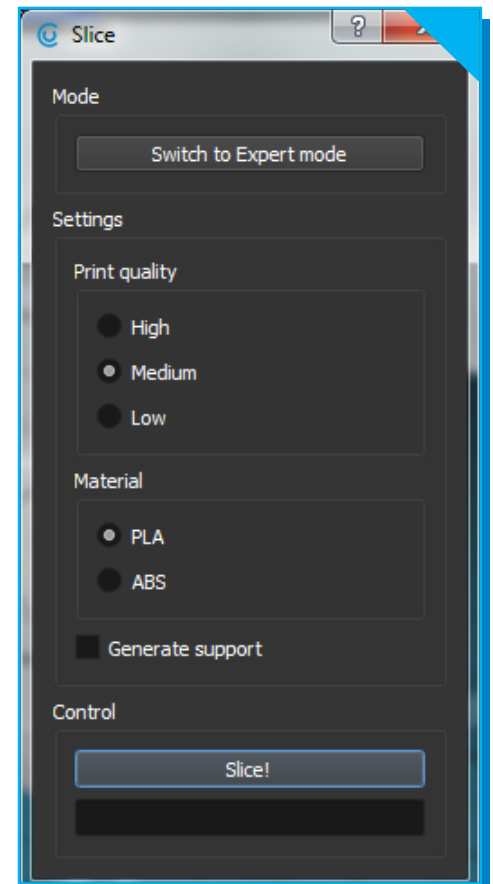 Slice
?
Mode
Switch to Expert mode
Settings
Print quality
High
Medium
Low
Material
PLA
ABS
Generate support
Control
Slice!